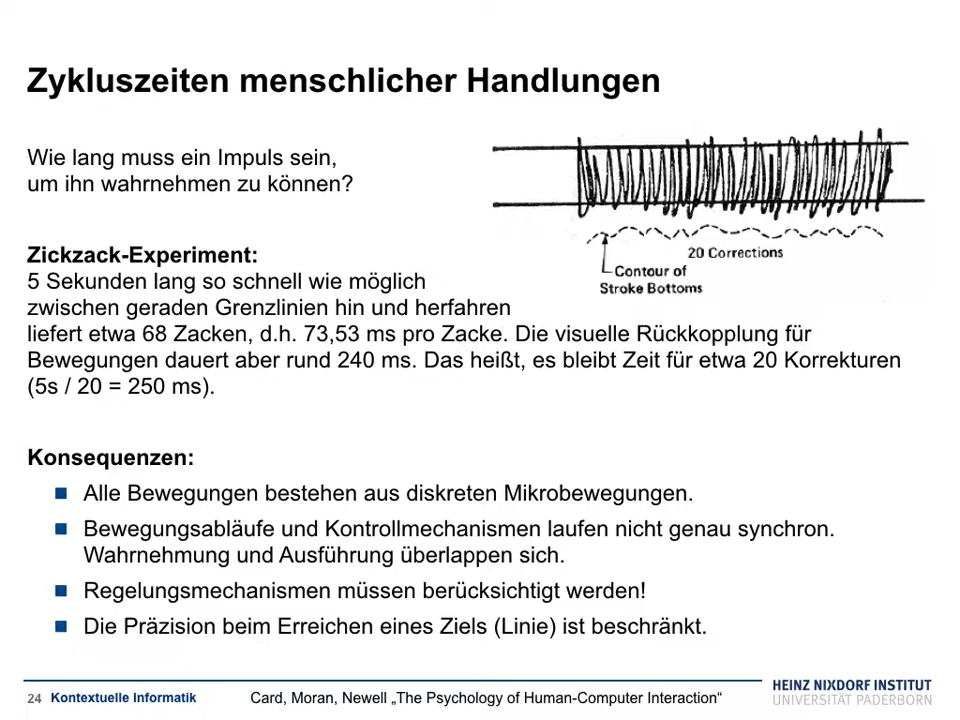 Zykluszeiten menschlicher Handlungen
Wie lang muss ein Impuls sein,
um ihn wahrnehmen zu können?
20 Corrections
Contour of
Stroke Bottoms
Zickzack-Experiment:
5 Sekunden lang so schnell wie möglich
zwischen geraden Grenzlinien hin und herfahren
liefert etwa 68 Zacken, d.h. 73,53 ms pro Zacke. Die visuelle Rückkopplung für
Bewegungen dauert aber rund 240 ms. Das heißt, es bleibt Zeit für etwa 20 Korrekturen
(5s / 20 = 250 ms).
Konsequenzen:
Alle Bewegungen bestehen aus diskreten Mikrobewegungen.
Bewegungsabläufe und Kontrollmechanismen laufen nicht genau synchron.
Wahrnehmung und Ausführung überlappen sich.
Regelungsmechanismen müssen berücksichtigt werden!
Die Präzision beim Erreichen eines Ziels (Linie) ist beschränkt.
24 Kontextuelle Informatik
Card, Moran, Newell „The Psychology of Human-Computer Interaction“
HEINZ NIXDORF INSTITUT
UNIVERSITÄT PADERBORN